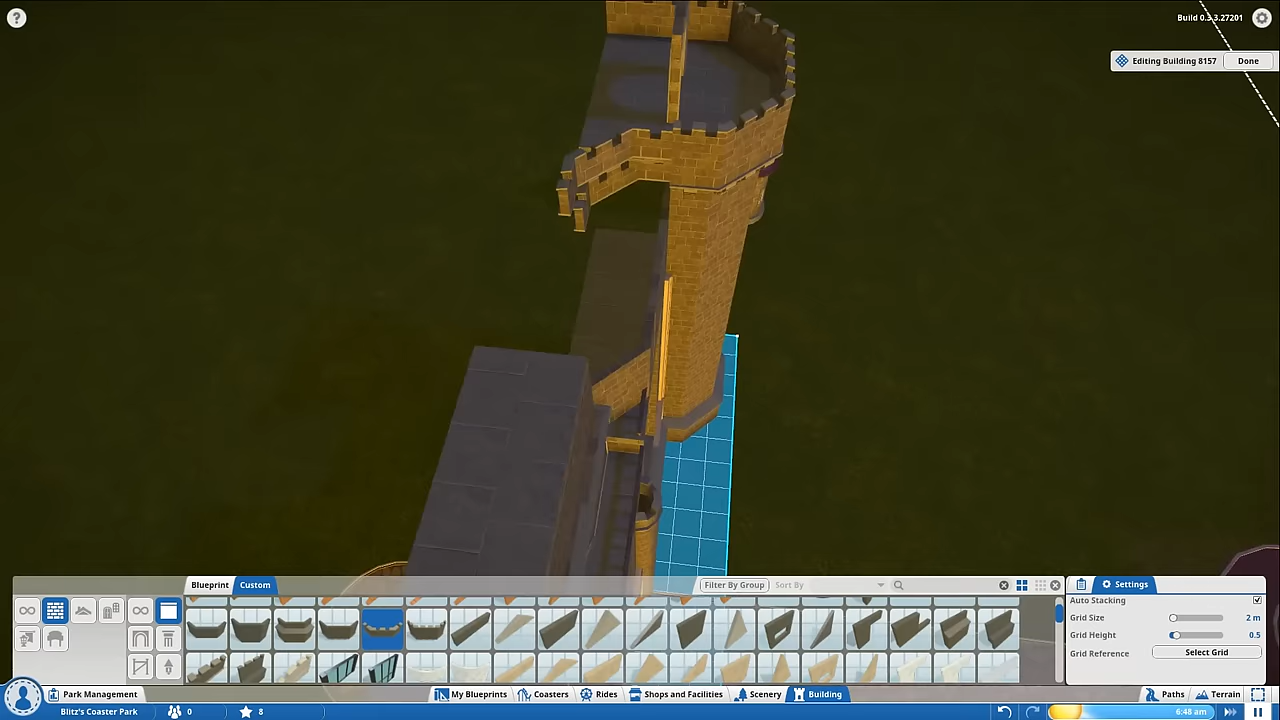 ?
Build 0.3.3.27201
Editing Building 8157 Done
Blueprint Custom Filter By Group Sort By
Settings
Auto Stacking
Grid Size 2 m
Grid Height 0.5
Grid Reference Select Grid
Park Management My Blueprints Coasters Rides Shops and Facilities Scenery Building Paths Terrain
Blitz's Coaster Park 0 8 6:48 am